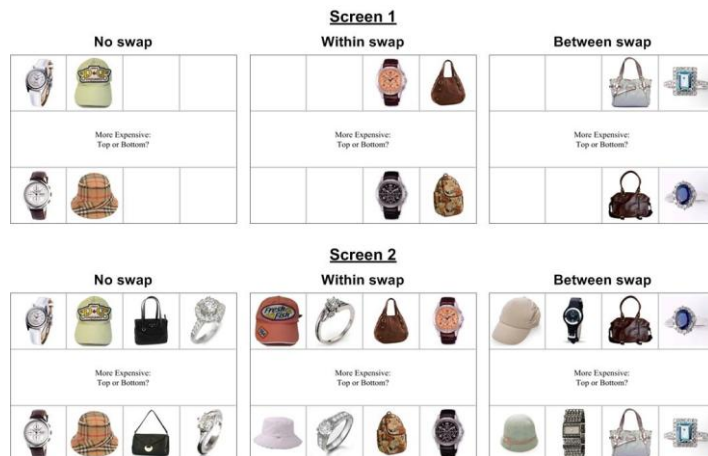 Screen 1
No swap
Within swap
Between swap
More Expensive:
Top or Bottom?
More Expensive:
Top or Bottom?
More Expensive:
Top or Bottom?
Screen 2
No swap
Within swap
Between swap
More Expensive:
Top or Bottom?
More Expensive:
Top or Bottom?
More Expensive:
Top or Bottom?